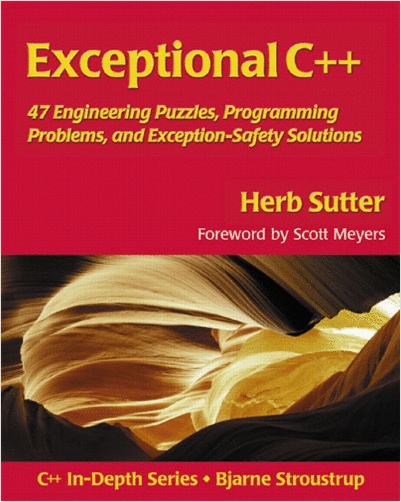 Exceptional C++
47 Engineering Puzzles, Programming
Problems, and Exception-Safety Solutions
Herb Sutter
Foreword by Scott Meyers
C++ In-Depth Series • Bjarne Stroustrup